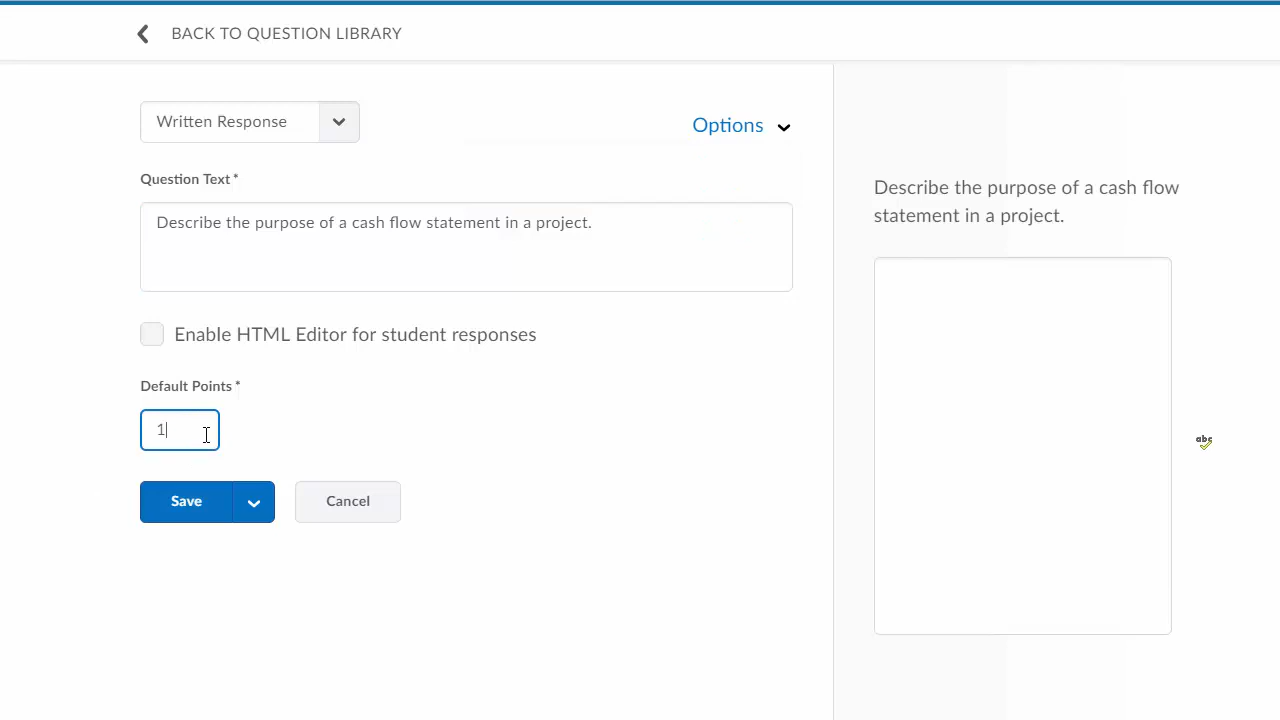 BACK TO QUESTION LIBRARY
Written Response
Options
Question Text *
Describe the purpose of a cash flow statement in a project.
Enable HTML Editor for student responses
Default Points *
1
Save
Cancel
Describe the purpose of a cash flow
statement in a project.
abc